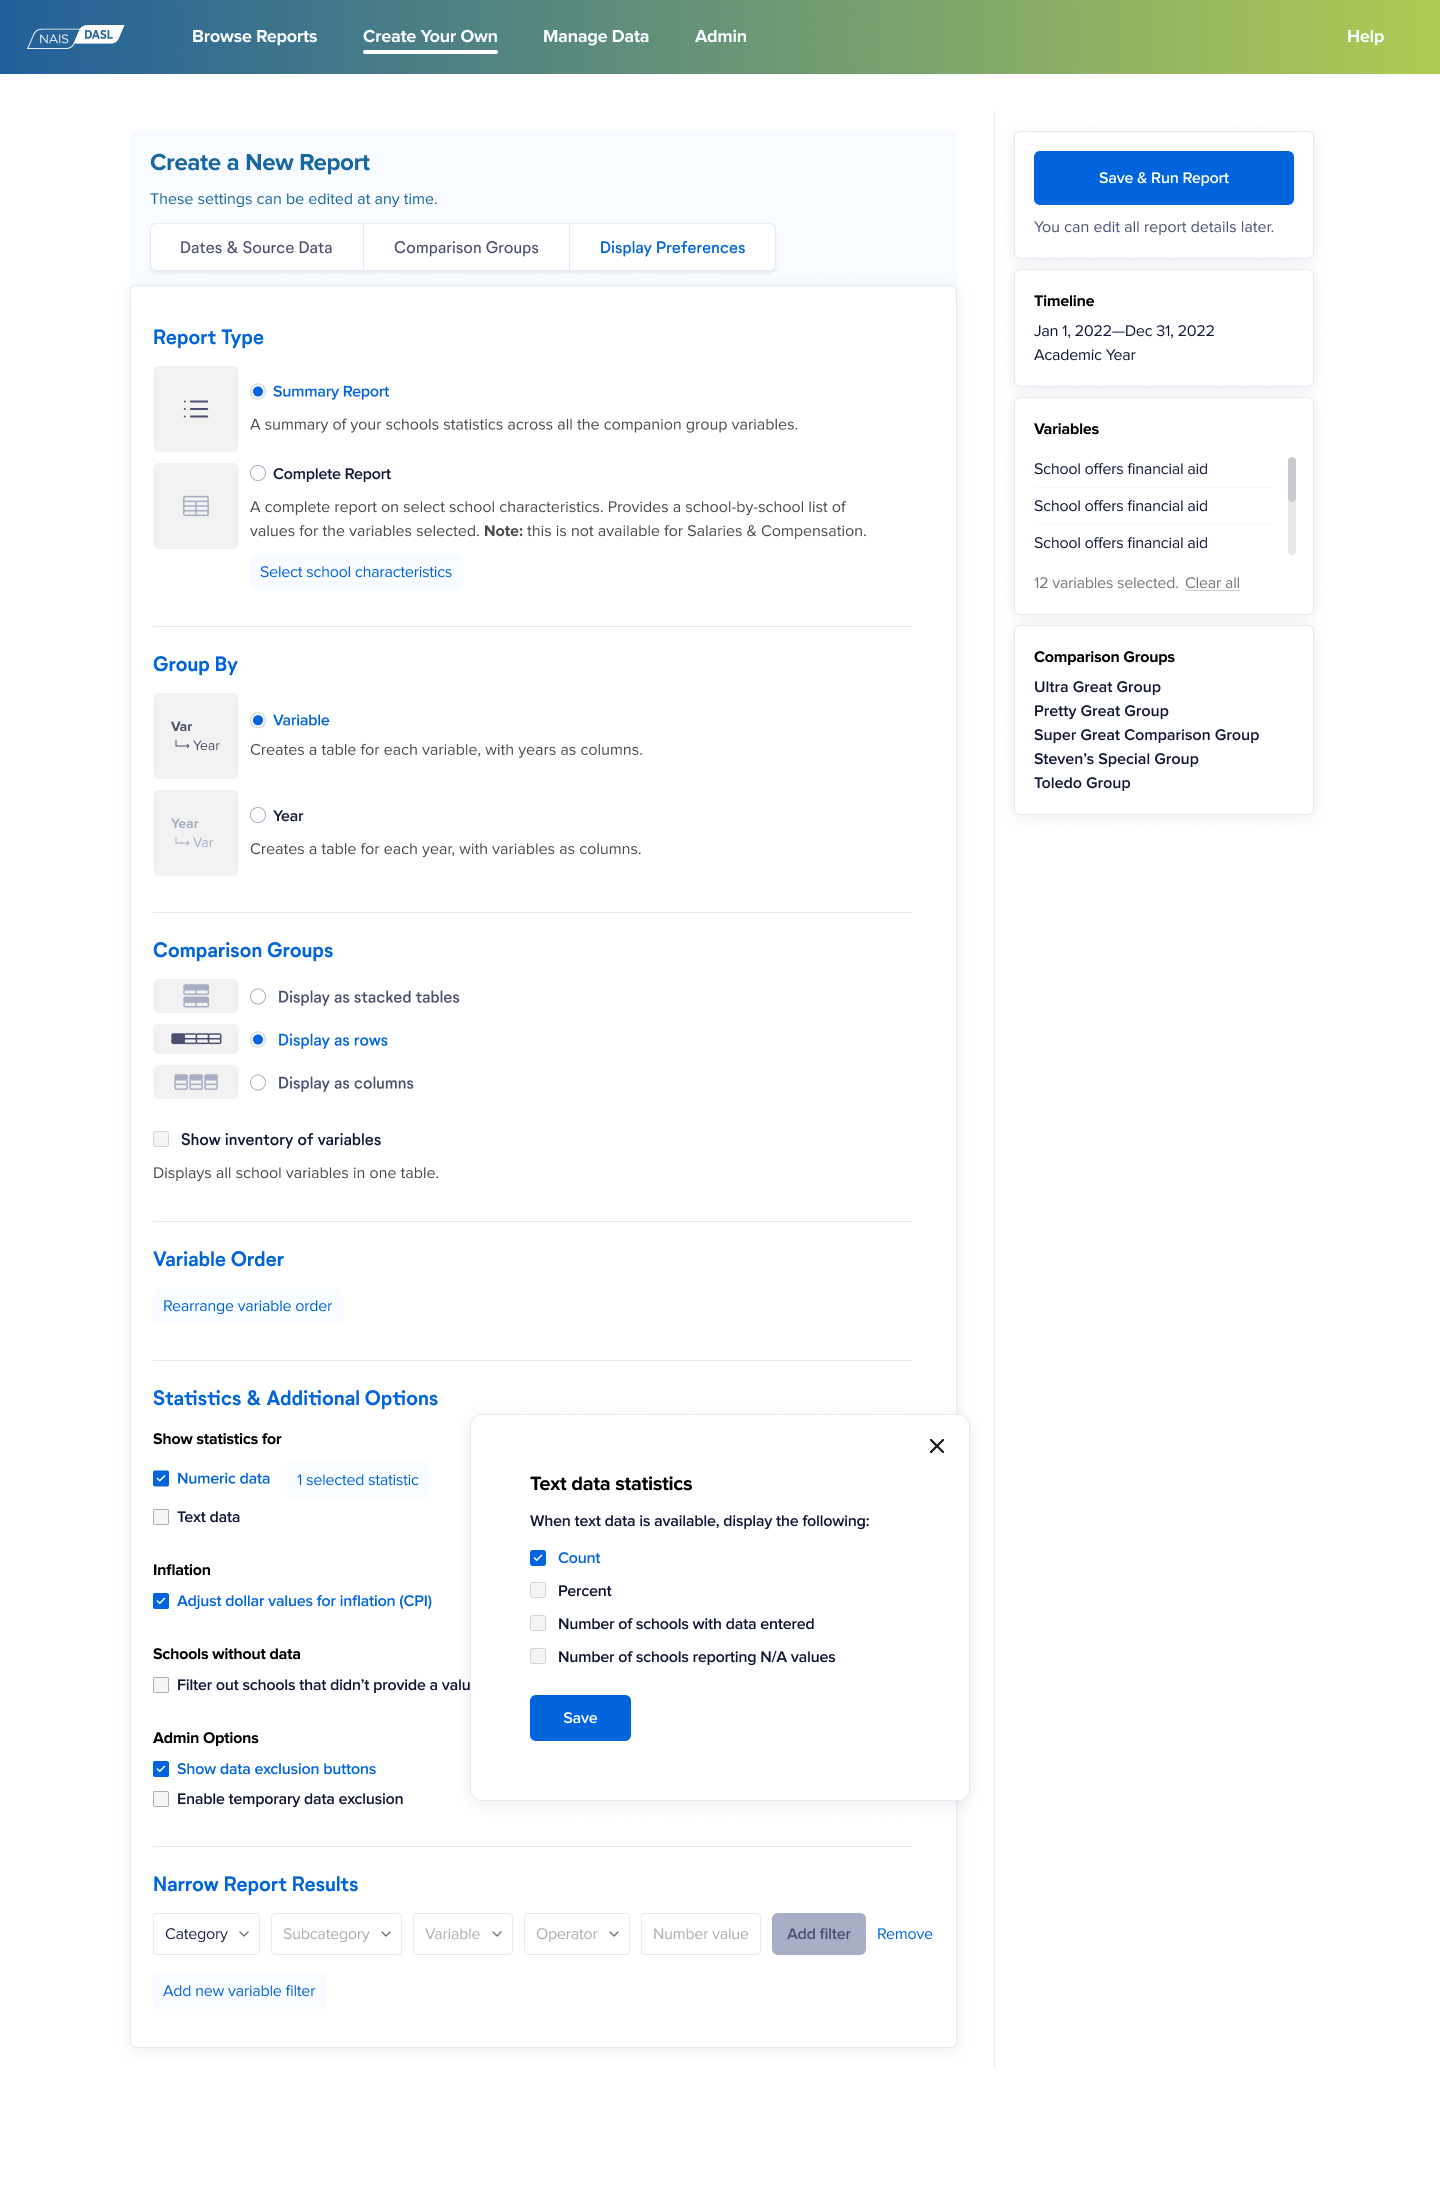 NAIS DASL
Browse Reports
Create Your Own
Manage Data
Admin
Help
Create a New Report
These settings can be edited at any time.
Dates & Source Data
Comparison Groups
Display Preferences
Report Type
Summary Report
A summary of your schools statistics across all the companion group variables.
Complete Report
A complete report on select school characteristics. Provides a school-by-school list of
values for the variables selected. Note: this is not available for Salaries & Compensation.
Select school characteristics
Group By
Var
Year
Variable
Creates a table for each variable, with years as columns.
Year
Var
Year
Creates a table for each year, with variables as columns.
Comparison Groups
Display as stacked tables
Display as rows
Display as columns
Show inventory of variables
Displays all school variables in one table.
Variable Order
Rearrange variable order
Statistics & Additional Options
Show statistics for
Numeric data
1 selected statistic
Text data
Inflation
Adjust dollar values for inflation (CPI)
Schools without data
Filter out schools that didn’t provide a valu
Admin Options
Show data exclusion buttons
Enable temporary data exclusion
Text data statistics
When text data is available, display the following:
Count
Percent
Number of schools with data entered
Number of schools reporting N/A values
Save
Narrow Report Results
Category
Subcategory
Variable
Operator
Number value
Add filter
Remove
Add new variable filter
Save & Run Report
You can edit all report details later.
Timeline
Jan 1, 2022—Dec 31, 2022
Academic Year
Variables
School offers financial aid
School offers financial aid
School offers financial aid
12 variables selected. Clear all
Comparison Groups
Ultra Great Group
Pretty Great Group
Super Great Comparison Group
Steven’s Special Group
Toledo Group